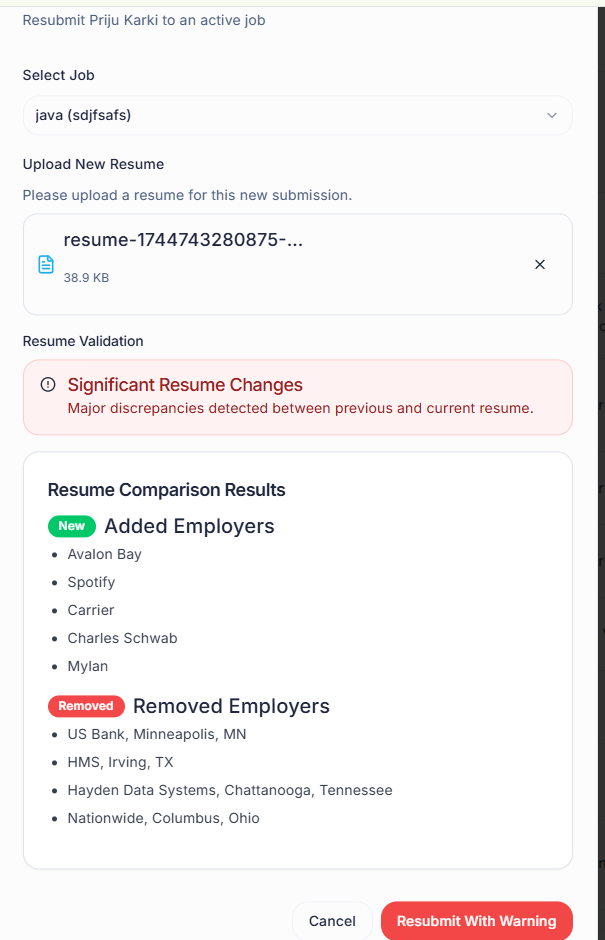 Resubmit Priju Karki to an active job
Select Job
java (sdjfsafs)
Upload New Resume
Please upload a resume for this new submission.
resume-1744743280875-...
38.9 KB
Resume Validation
Significant Resume Changes
Major discrepancies detected between previous and current resume.
Resume Comparison Results
New Added Employers
Avalon Bay
Spotify
Carrier
Charles Schwab
Mylan
Removed Removed Employers
US Bank, Minneapolis, MN
HMS, Irving, TX
Hayden Data Systems, Chattanooga, Tennessee
Nationwide, Columbus, Ohio
Cancel Resubmit With Warning